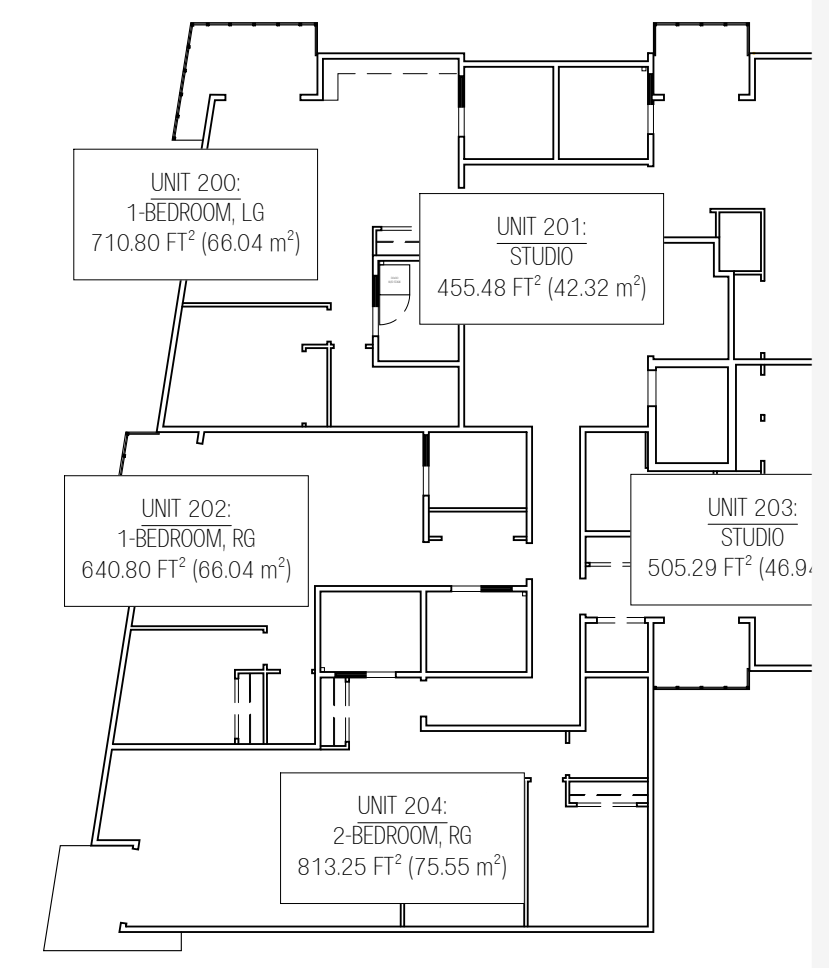 UNIT 200:
1-BEDROOM, LG
710.80 FT² (66.04 m²)
UNIT 201:
STUDIO
455.48 FT² (42.32 m²)
UNIT 202:
1-BEDROOM, RG
640.80 FT² (66.04 m²)
UNIT 203:
STUDIO
505.29 FT² (46.94
UNIT 204:
2-BEDROOM, RG
813.25 FT² (75.55 m²)